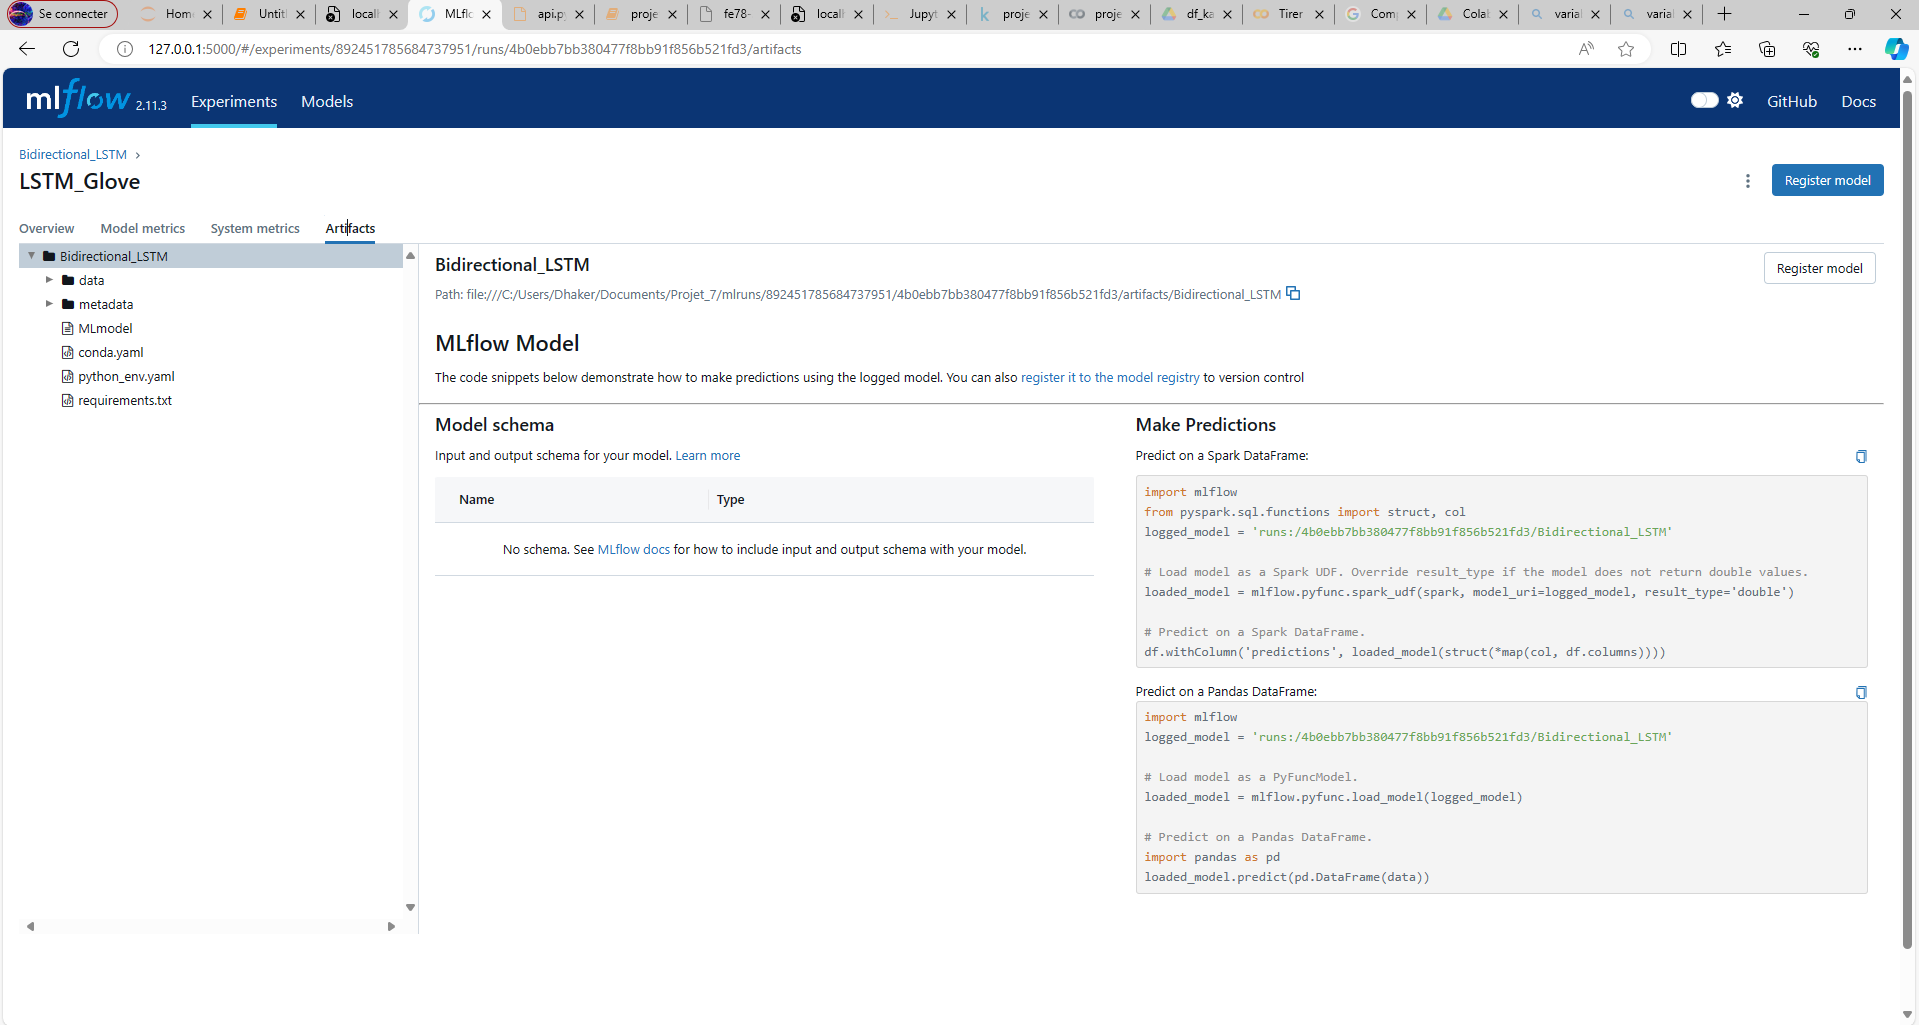 Se connecter
Hom
Untit
local
MLflo
api.p
proje
fe78-
local
Jupyt
proje
proje
df_ka
Tirer
Com
Colal
varial
varial
127.0.0.1:5000/#/experiments/892451785684737951/runs/4b0ebb7bb380477f8bb91f856b521fd3/artifacts
mlflow 2.11.3
Experiments
Models
GitHub
Docs
Bidirectional_LSTM >
LSTM_Glove
Register model
Overview
Model metrics
System metrics
Artifacts
Bidirectional_LSTM
data
metadata
MLmodel
conda.yaml
python_env.yaml
requirements.txt
Bidirectional_LSTM
Register model
Path: file:///C:/Users/Dhaker/Documents/Projet_7/mlruns/892451785684737951/4b0ebb7bb380477f8bb91f856b521fd3/artifacts/Bidirectional_LSTM
MLflow Model
The code snippets below demonstrate how to make predictions using the logged model. You can also register it to the model registry to version control
Model schema
Input and output schema for your model. Learn more
Name
Type
No schema. See MLflow docs for how to include input and output schema with your model.
Make Predictions
Predict on a Spark DataFrame:
import mlflow
from pyspark.sql.functions import struct, col
logged_model = 'runs:/4b0ebb7bb380477f8bb91f856b521fd3/Bidirectional_LSTM'
# Load model as a Spark UDF. Override result_type if the model does not return double values.
loaded_model = mlflow.pyfunc.spark_udf(spark, model_uri=logged_model, result_type='double')
# Predict on a Spark DataFrame.
df.withColumn('predictions', loaded_model(struct(*map(col, df.columns))))
Predict on a Pandas DataFrame:
import mlflow
logged_model = 'runs:/4b0ebb7bb380477f8bb91f856b521fd3/Bidirectional_LSTM'
# Load model as a PyFuncModel.
loaded_model = mlflow.pyfunc.load_model(logged_model)
# Predict on a Pandas DataFrame.
import pandas as pd
loaded_model.predict(pd.DataFrame(data))